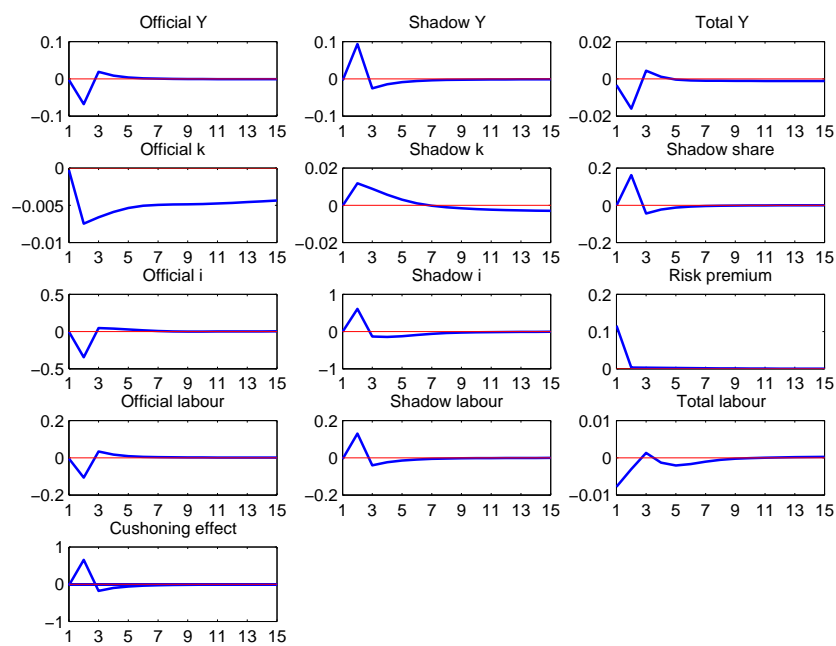 Official Y
Shadow Y
Total Y
0.1
0
−0.1
1 3 5 7 9 11 13 15
0.1
0
−0.1
1 3 5 7 9 11 13 15
0.02
0
−0.02
1 3 5 7 9 11 13 15
Official k
Shadow k
Shadow share
0
−0.005
−0.01
1 3 5 7 9 11 13 15
0.02
0
−0.02
1 3 5 7 9 11 13 15
0.2
0
−0.2
1 3 5 7 9 11 13 15
Official i
Shadow i
Risk premium
0.5
0
−0.5
1 3 5 7 9 11 13 15
1
0
−1
1 3 5 7 9 11 13 15
0.2
0.1
0
1 3 5 7 9 11 13 15
Official labour
Shadow labour
Total labour
0.2
0
−0.2
1 3 5 7 9 11 13 15
0.2
0
−0.2
1 3 5 7 9 11 13 15
0.01
0
−0.01
1 3 5 7 9 11 13 15
Cushoning effect
1
0
−1
1 3 5 7 9 11 13 15